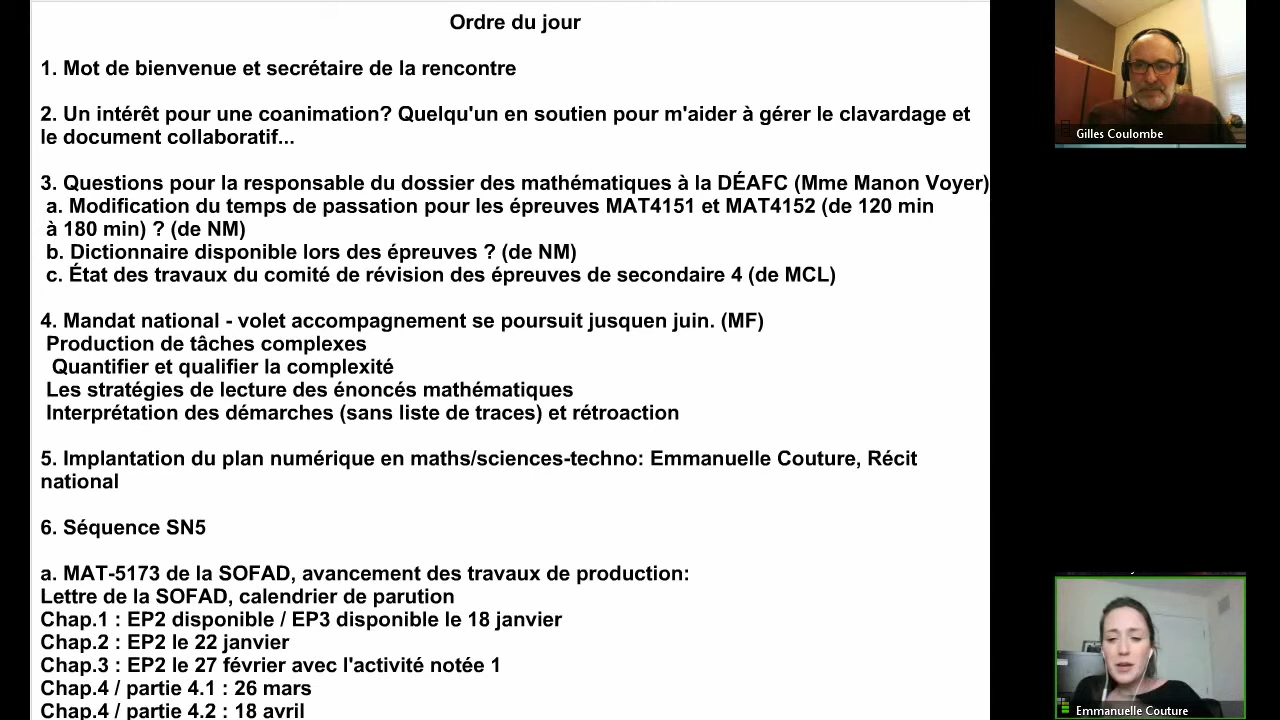 Ordre du jour
1. Mot de bienvenue et secrétaire de la rencontre
2. Un intérêt pour une coanimation? Quelqu'un en soutien pour m'aider à gérer le clavardage et
le document collaboratif...
3. Questions pour la responsable du dossier des mathématiques à la DÉAFC (Mme Manon Voyer)
a. Modification du temps de passation pour les épreuves MAT4151 et MAT4152 (de 120 min
à 180 min) ? (de NM)
b. Dictionnaire disponible lors des épreuves ? (de NM)
c. État des travaux du comité de révision des épreuves de secondaire 4 (de MCL)
4. Mandat national - volet accompagnement se poursuit jusquen juin. (MF)
Production de tâches complexes
Quantifier et qualifier la complexité
Les stratégies de lecture des énoncés mathématiques
Interprétation des démarches (sans liste de traces) et rétroaction
5. Implantation du plan numérique en maths/sciences-techno: Emmanuelle Couture, Récit
national
6. Séquence SN5
a. MAT-5173 de la SOFAD, avancement des travaux de production:
Lettre de la SOFAD, calendrier de parution
Chap.1 : EP2 disponible / EP3 disponible le 18 janvier
Chap.2 : EP2 le 22 janvier
Chap.3 : EP2 le 27 février avec l'activité notée 1
Chap.4 / partie 4.1 : 26 mars
Chap.4 / partie 4.2 : 18 avril
Gilles Coulombe
Emmanuelle Couture